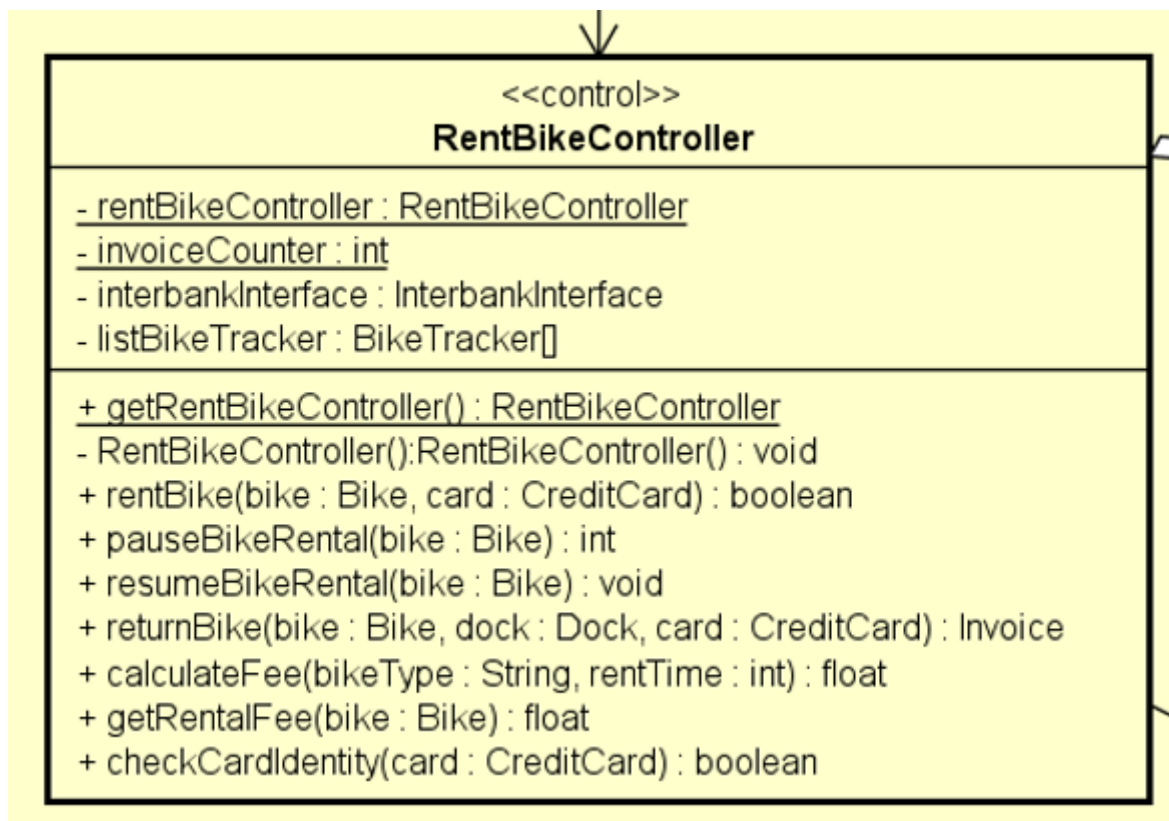 <<control>>
RentBikeController
- rentBikeController : RentBikeController
- invoiceCounter : int
- interbankInterface : InterbankInterface
- listBikeTracker : BikeTracker[]
+ getRentBikeController() : RentBikeController
- RentBikeController():RentBikeController() : void
+ rentBike(bike : Bike, card : CreditCard) : boolean
+ pauseBikeRental(bike : Bike) : int
+ resumeBikeRental(bike : Bike) : void
+ returnBike(bike : Bike, dock : Dock, card : CreditCard) : Invoice
+ calculateFee(bikeType : String, rentTime : int) : float
+ getRentalFee(bike : Bike) : float
+ checkCardIdentity(card : CreditCard) : boolean